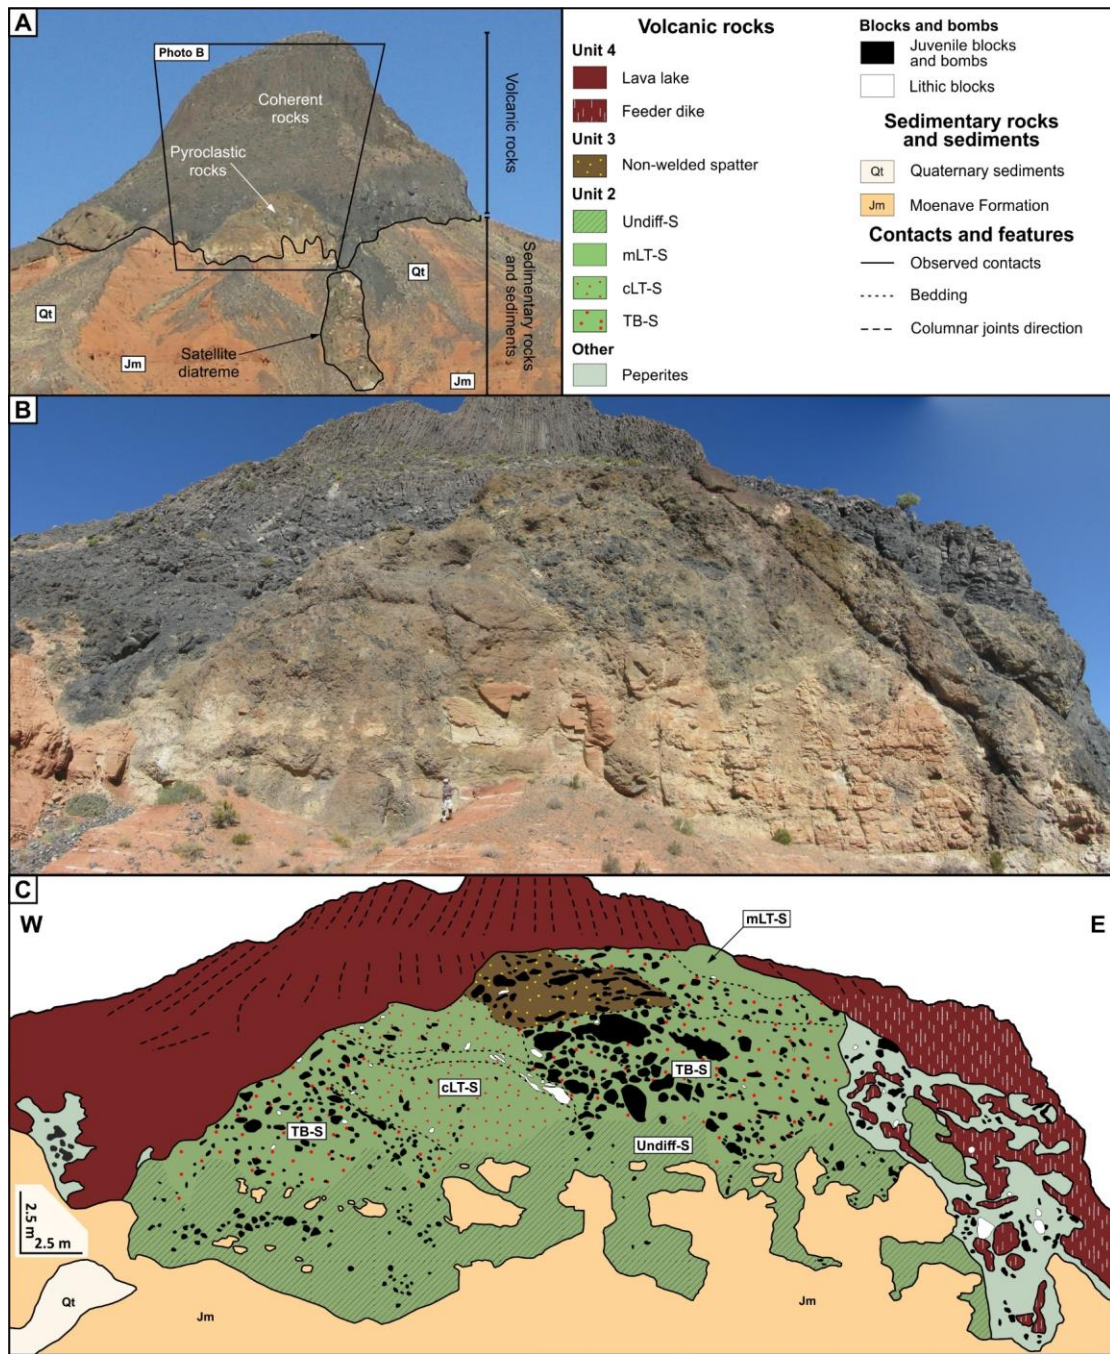 A
Photo B
Coherent
rocks
Pyroclastic
rocks
Volcanic rocks
Sedimentary rocks
and sediments
Qt
Qt
Jm
Jm
Satellite
diatreme
Volcanic rocks
Unit 4
Lava lake
Feeder dike
Unit 3
Non-welded spatter
Unit 2
Undiff-S
mLT-S
cLT-S
TB-S
Other
Peperites
Blocks and bombs
Juvenile blocks
and bombs
Lithic blocks
Sedimentary rocks
and sediments
Qt Quaternary sediments
Jm Moenave Formation
Contacts and features
Observed contacts
Bedding
Columnar joints direction
B
C
W
E
mLT-S
cLT-S
TB-S
TB-S
Undiff-S
2.5 m
2.5 m
Qt
Jm
Jm